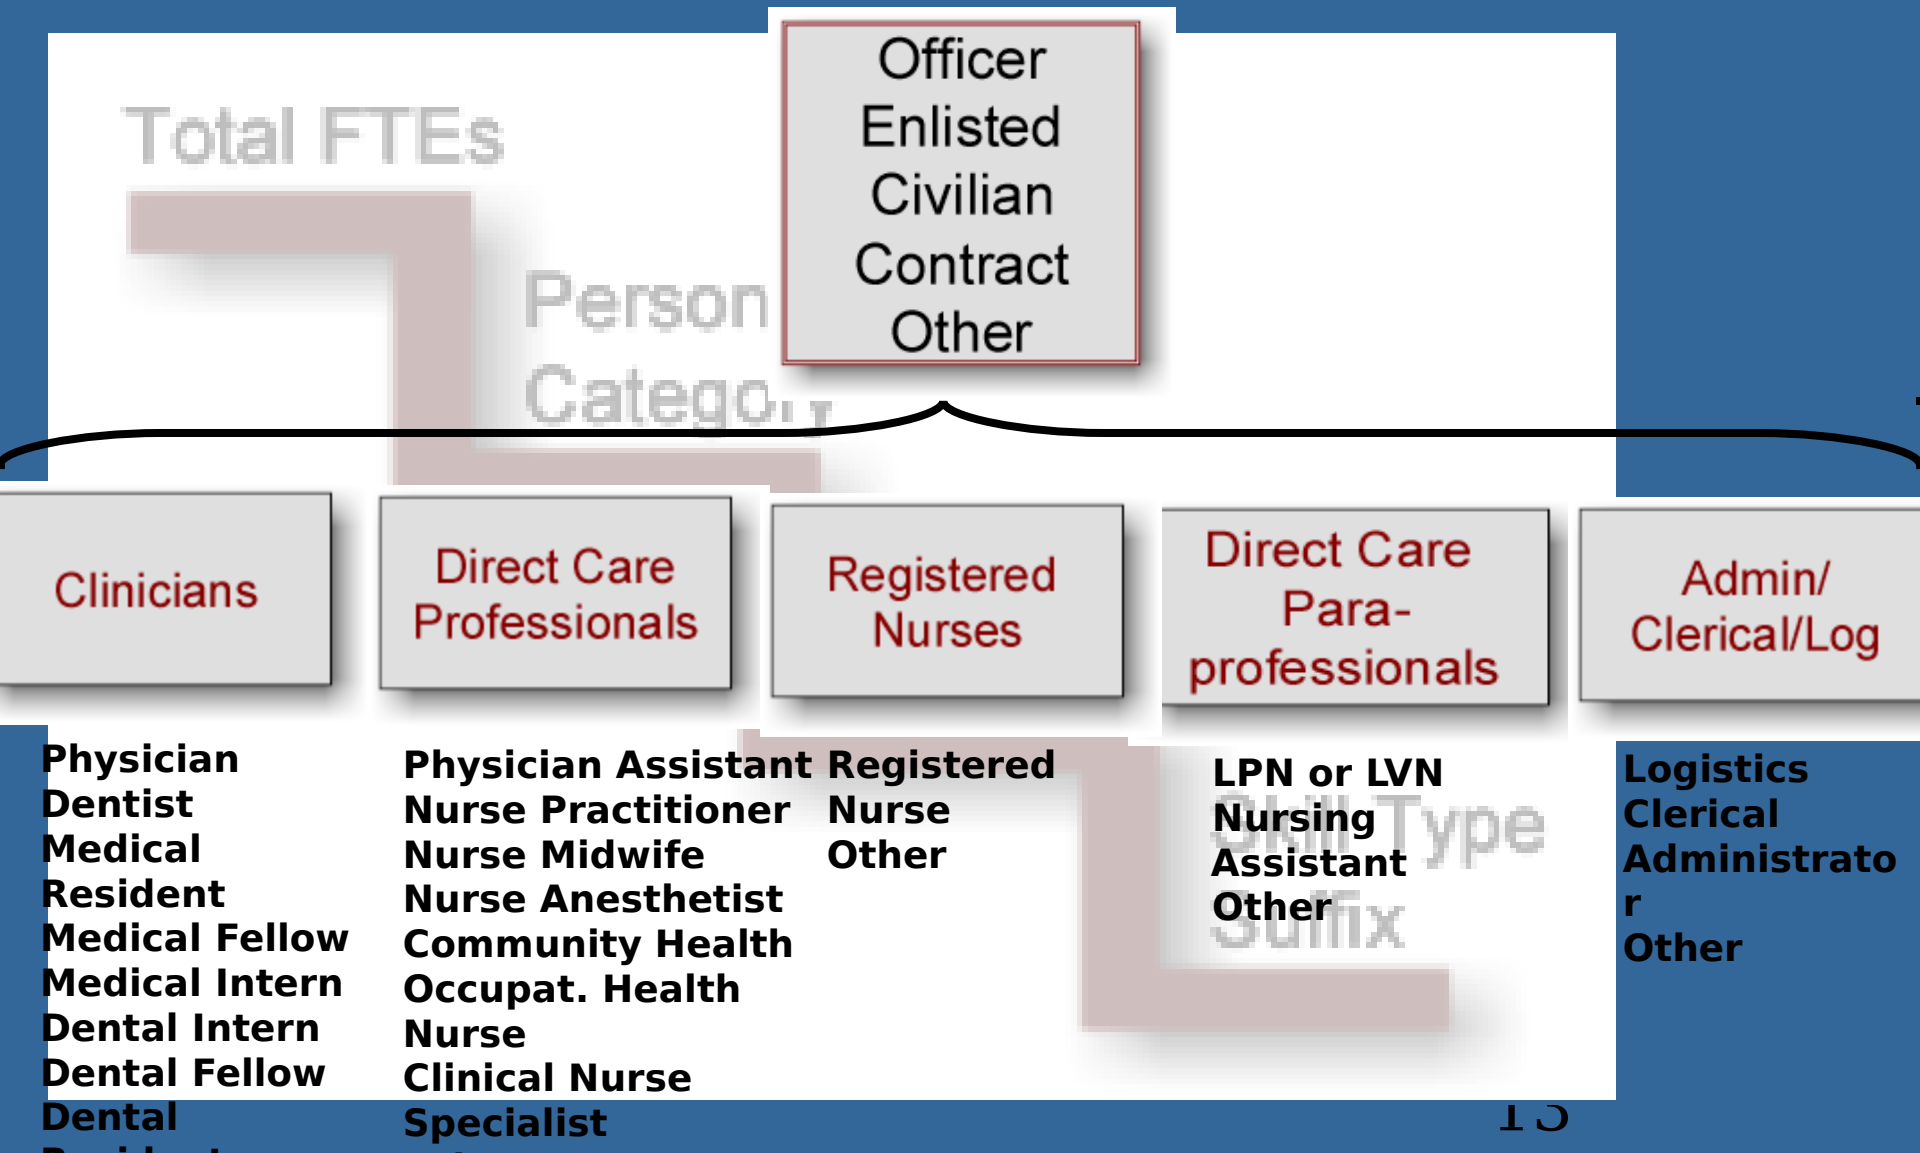 Officer
Enlisted
Civilian
Contract
Other
Total FTEs
Person
Category
Clinicians
Direct Care
Professionals
Registered
Nurses
Direct Care
Para-
professionals
Admin/
Clerical/Log
Physician
Dentist
Medical
Resident
Medical Fellow
Medical Intern
Dental Intern
Dental Fellow
Dental
Physician Assistant
Nurse Practitioner
Nurse Midwife
Nurse Anesthetist
Community Health
Occupat. Health
Nurse
Clinical Nurse
Specialist
Registered
Nurse
Other
LPN or LVN
Nursing
Assistant
Other
Skill Type
Suffix
Logistics
Clerical
Administrato
r
Other